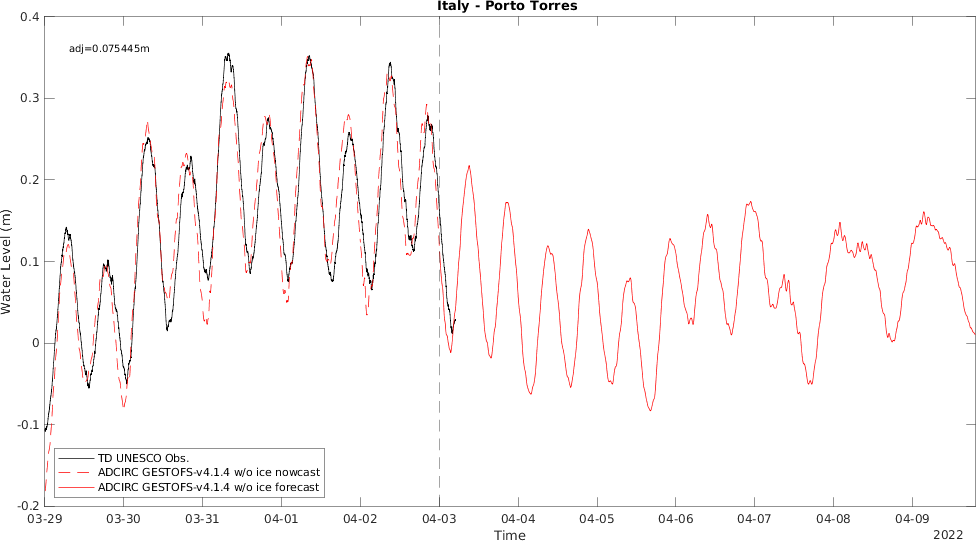 Italy - Porto Torres
adj=0.075445m
0.4
0.3
0.2
0.1
0
-0.1
-0.2
Water Level (m)
TD UNESCO Obs.
ADCIRC GESTOFS-v4.1.4 w/o ice nowcast
ADCIRC GESTOFS-v4.1.4 w/o ice forecast
03-29 03-30 03-31 04-01 04-02 04-03 04-04 04-05 04-06 04-07 04-08 04-09
Time
2022